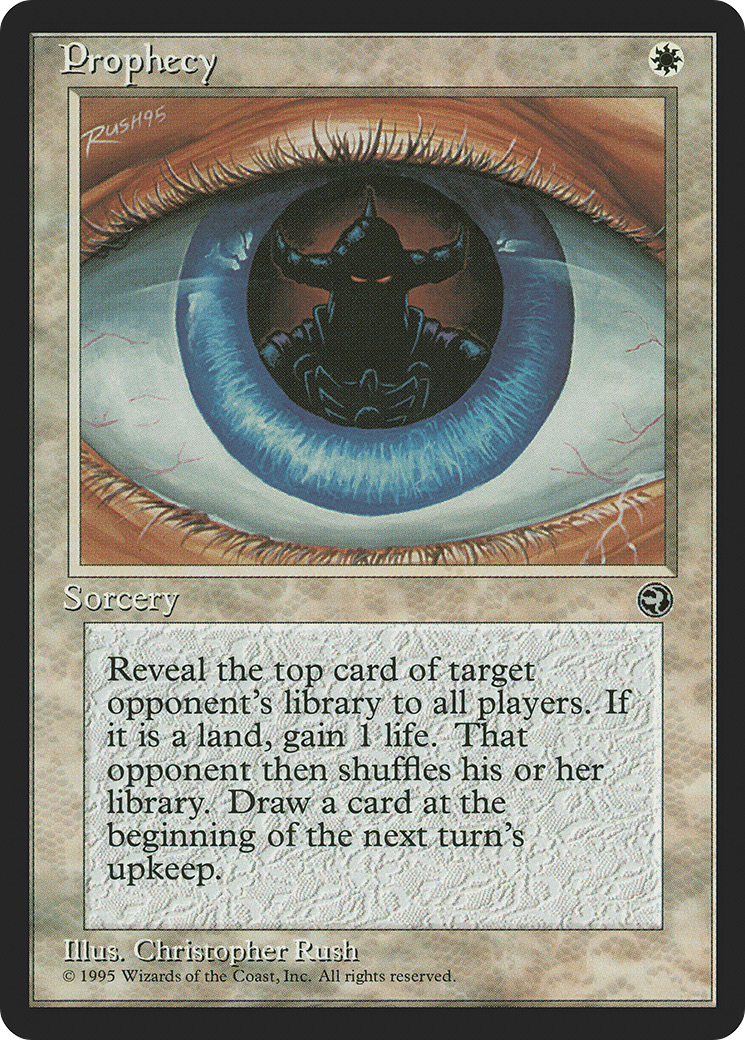 Prophecy
RUSH95
Sorcery
Reveal the top card of target
opponent's library to all players. If
it is a land, gain 1 life. That
opponent then shuffles his or her
library. Draw a card at the
beginning of the next turn's
upkeep.
Illus. Christopher Rush
© 1995 Wizards of the Coast, Inc. All rights reserved.